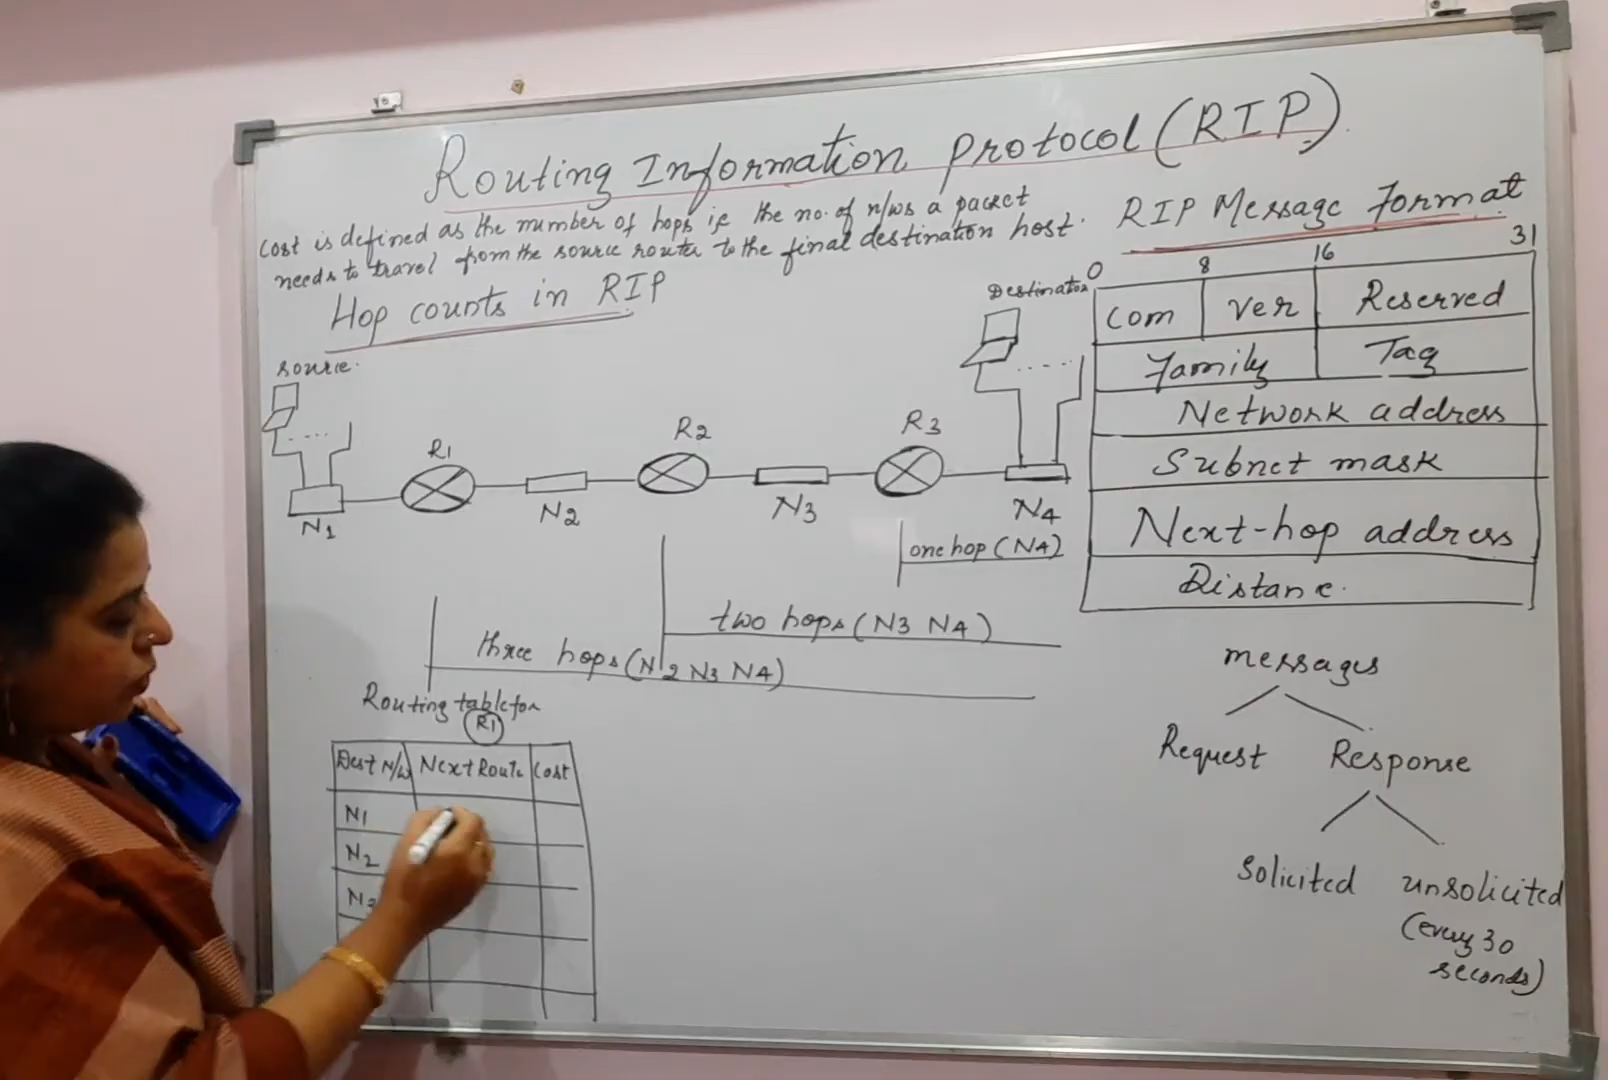 Routing Information Protocol (RIP)
Cost is defined as the number of hops ie the no. of n/ws a packet
needs to travel from the source router to the final destination host.
Hop counts in RIP
source.
Destination
R1
R2
R3
N1
N2
N3
N4
one hop (N4)
two hops (N3 N4)
three hops (N2 N3 N4)
Routing table for
R1
Dest N/w Next Route Cost
N1
N2
N3
RIP Message Format
0 8 16 31
Com Ver Reserved
Family Tag
Network address
Subnet mask
Next-hop address
Distance.
messages
Request Response
Solicited unsolicited
(every 30
seconds)